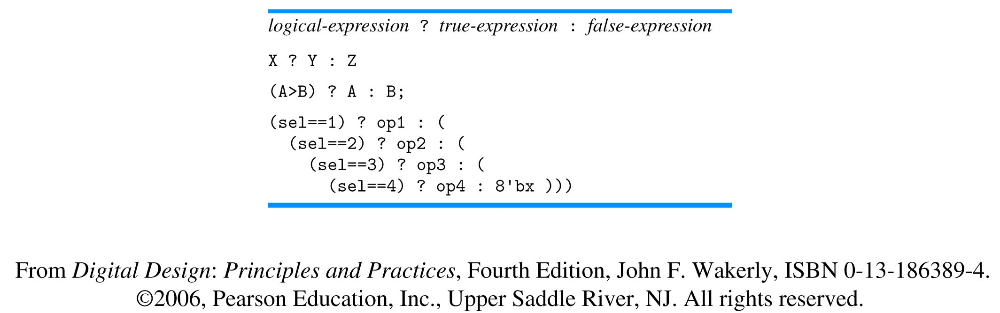 logical-expression ? true-expression : false-expression
X ? Y : Z
(A>B) ? A : B;
(sel==1) ? op1 : (
  (sel==2) ? op2 : (
    (sel==3) ? op3 : (
      (sel==4) ? op4 : 8'bx )))
From Digital Design: Principles and Practices, Fourth Edition, John F. Wakerly, ISBN 0-13-186389-4.
©2006, Pearson Education, Inc., Upper Saddle River, NJ. All rights reserved.